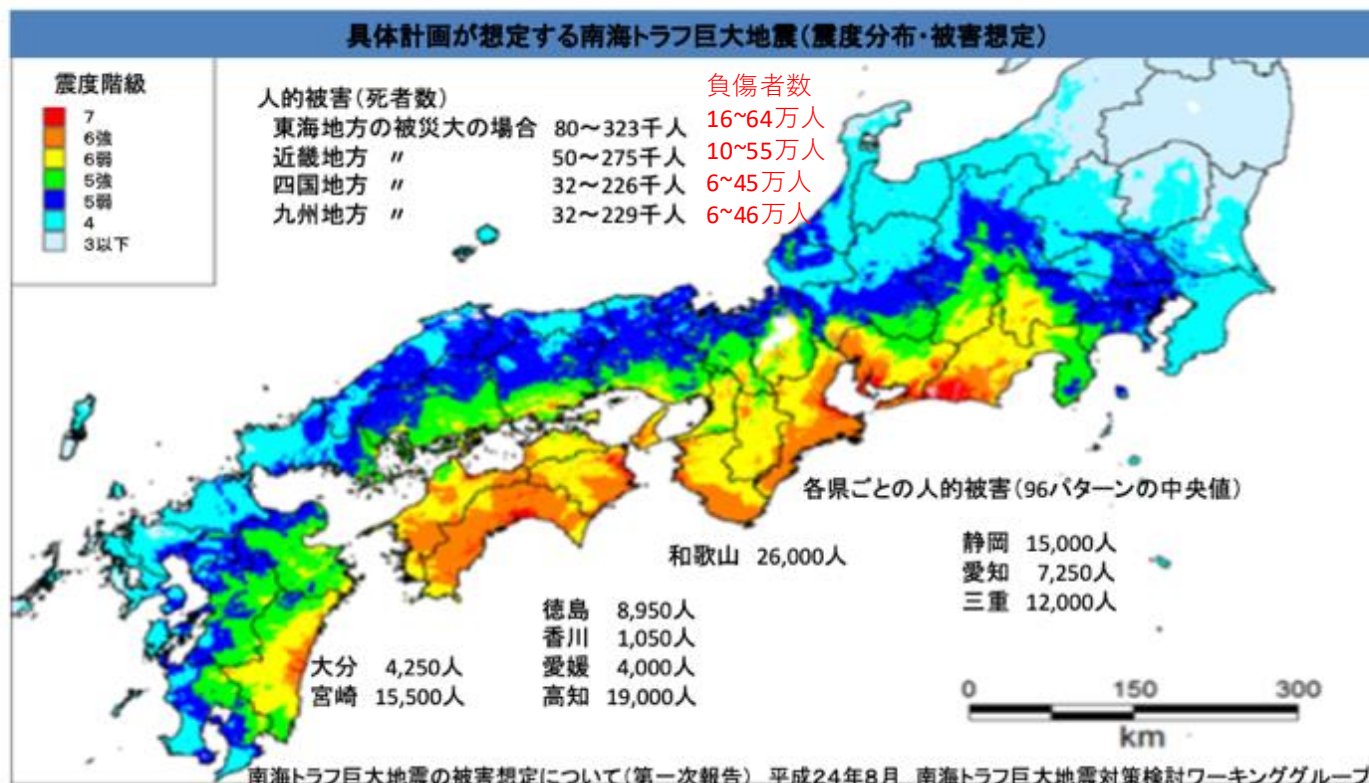 具体計画が想定する南海トラフ巨大地震(震度分布・被害想定)
震度階級
7
6強
6弱
5強
5弱
4
3以下
人的被害(死者数)
負傷者数
東海地方の被災大の場合 80～323千人 16~64万人
近畿地方 〃 50～275千人 10~55万人
四国地方 〃 32～226千人 6~45万人
九州地方 〃 32～229千人 6~46万人
各県ごとの人的被害(96パターンの中央値)
和歌山 26,000人
静岡 15,000人
愛知 7,250人
三重 12,000人
徳島 8,950人
香川 1,050人
愛媛 4,000人
高知 19,000人
大分 4,250人
宮崎 15,500人
0 150 300
km
南海トラフ巨大地震の被害想定について(第一次報告) 平成24年8月 南海トラフ巨大地震対策検討ワーキンググループ